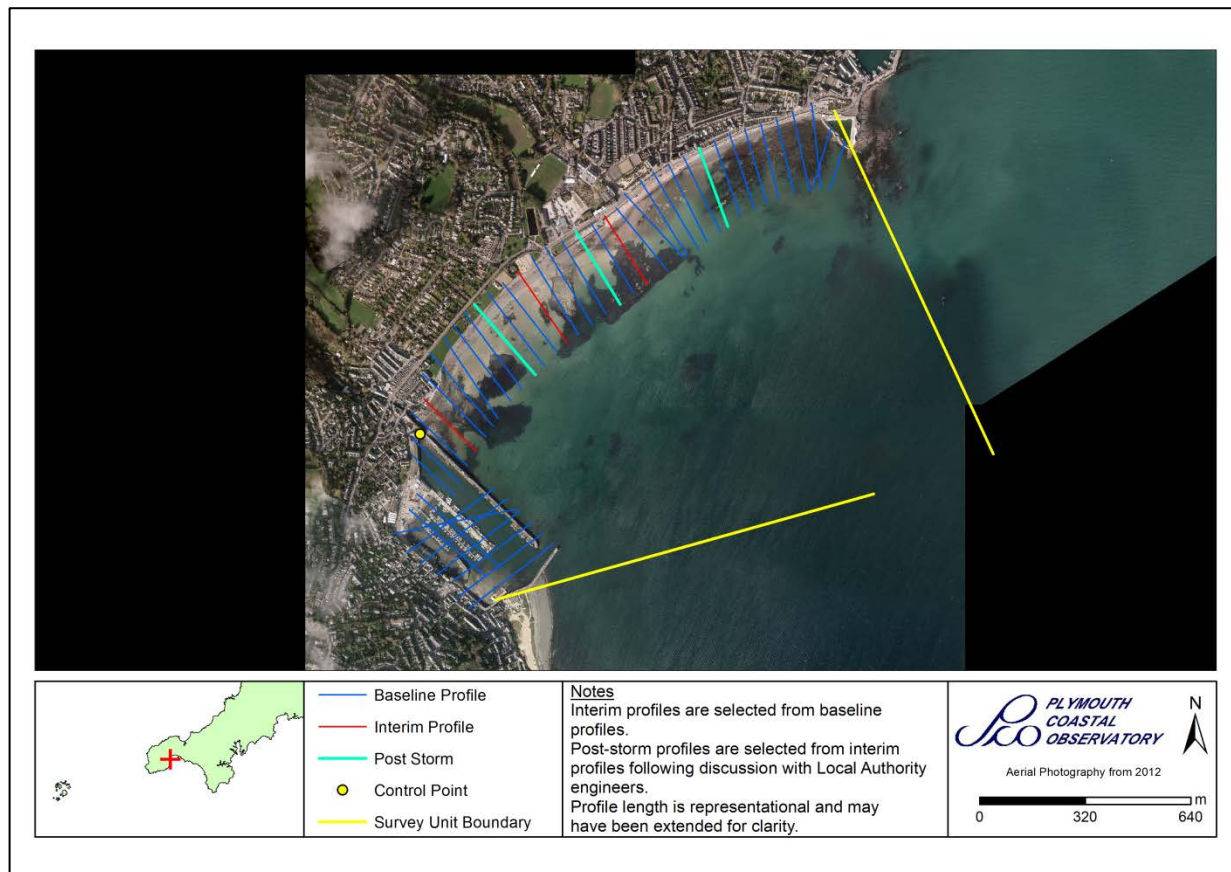 Baseline Profile
Interim Profile
Post Storm
Control Point
Survey Unit Boundary
Notes
Interim profiles are selected from baseline
profiles.
Post-storm profiles are selected from interim
profiles following discussion with Local Authority
engineers.
Profile length is representational and may
have been extended for clarity.
PLYMOUTH
COASTAL
OBSERVATORY
N
Aerial Photography from 2012
m
0 320 640